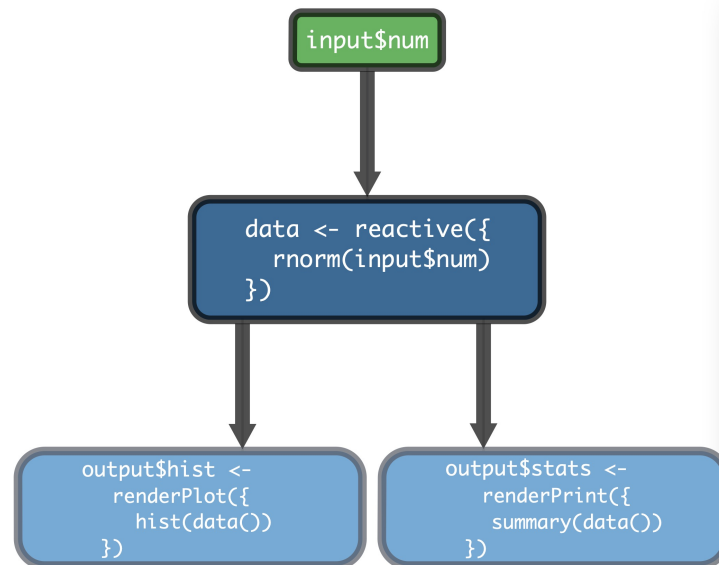 input$num
data <- reactive({
rnorm(input$num)
})
output$hist <-
renderPlot({
hist(data())
})
output$stats <-
renderPrint({
summary(data())
})